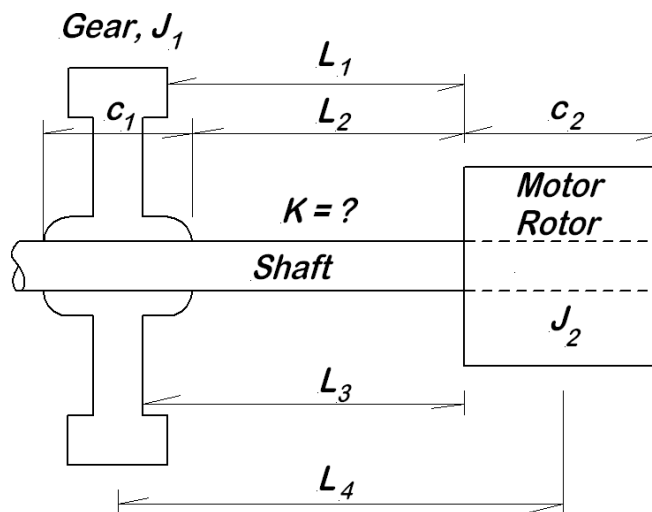 Gear, J₁
L₁
c₁
L₂
c₂
K = ?
Motor
Rotor
Shaft
J₂
L₃
L₄